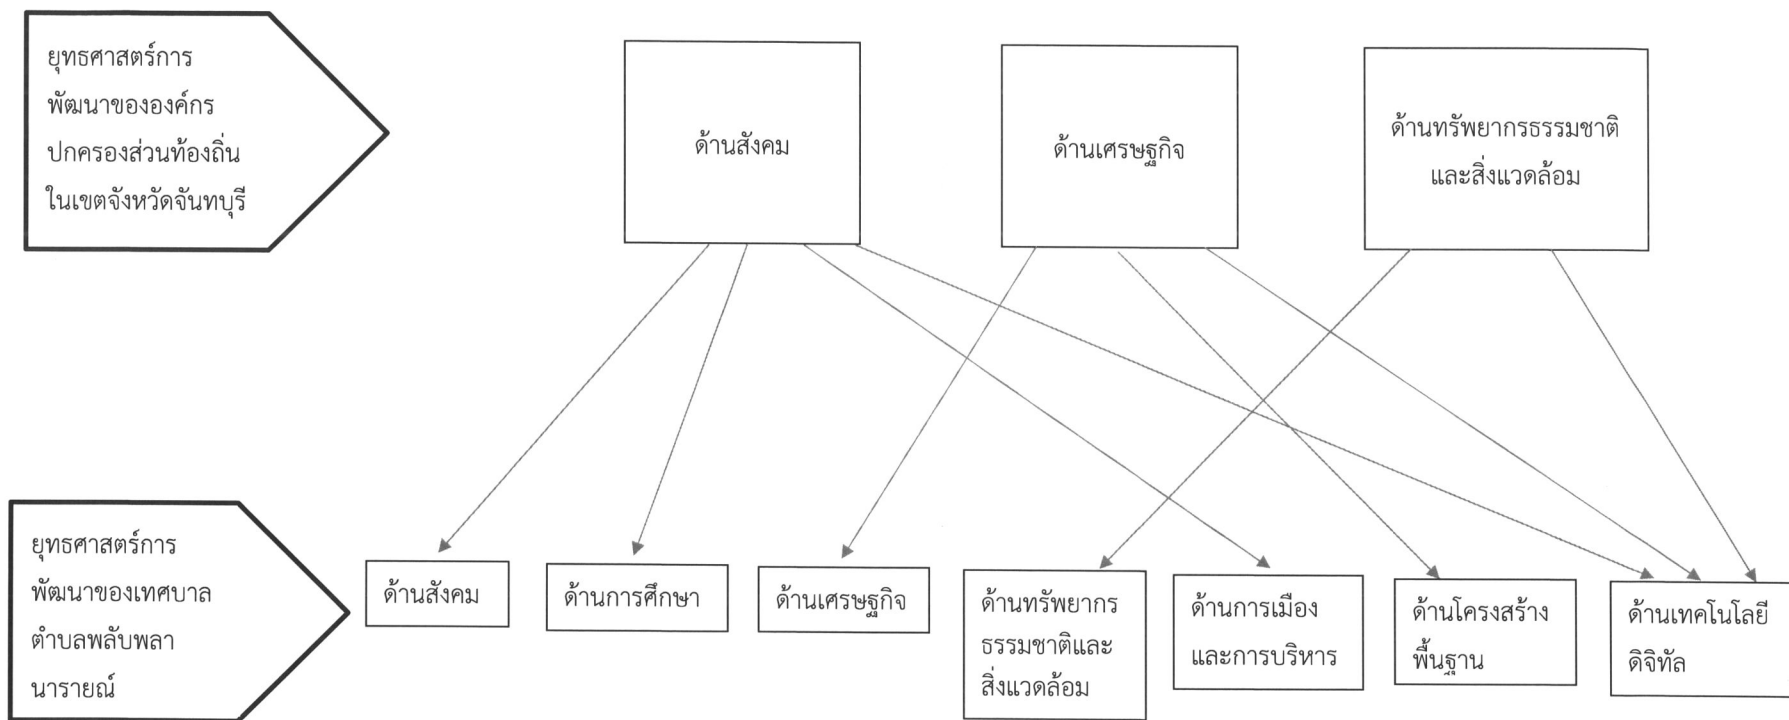 ยุทธศาสตร์การ
พัฒนาขององค์กร
ปกครองส่วนท้องถิ่น
ในเขตจังหวัดจันทบุรี
ด้านสังคม
ด้านเศรษฐกิจ
ด้านทรัพยากรธรรมชาติ
และสิ่งแวดล้อม
ยุทธศาสตร์การ
พัฒนาของเทศบาล
ตำบลพลับพลา
นารายณ์
ด้านสังคม
ด้านการศึกษา
ด้านเศรษฐกิจ
ด้านทรัพยากร
ธรรมชาติและ
สิ่งแวดล้อม
ด้านการเมือง
และการบริหาร
ด้านโครงสร้าง
พื้นฐาน
ด้านเทคโนโลยี
ดิจิทัล